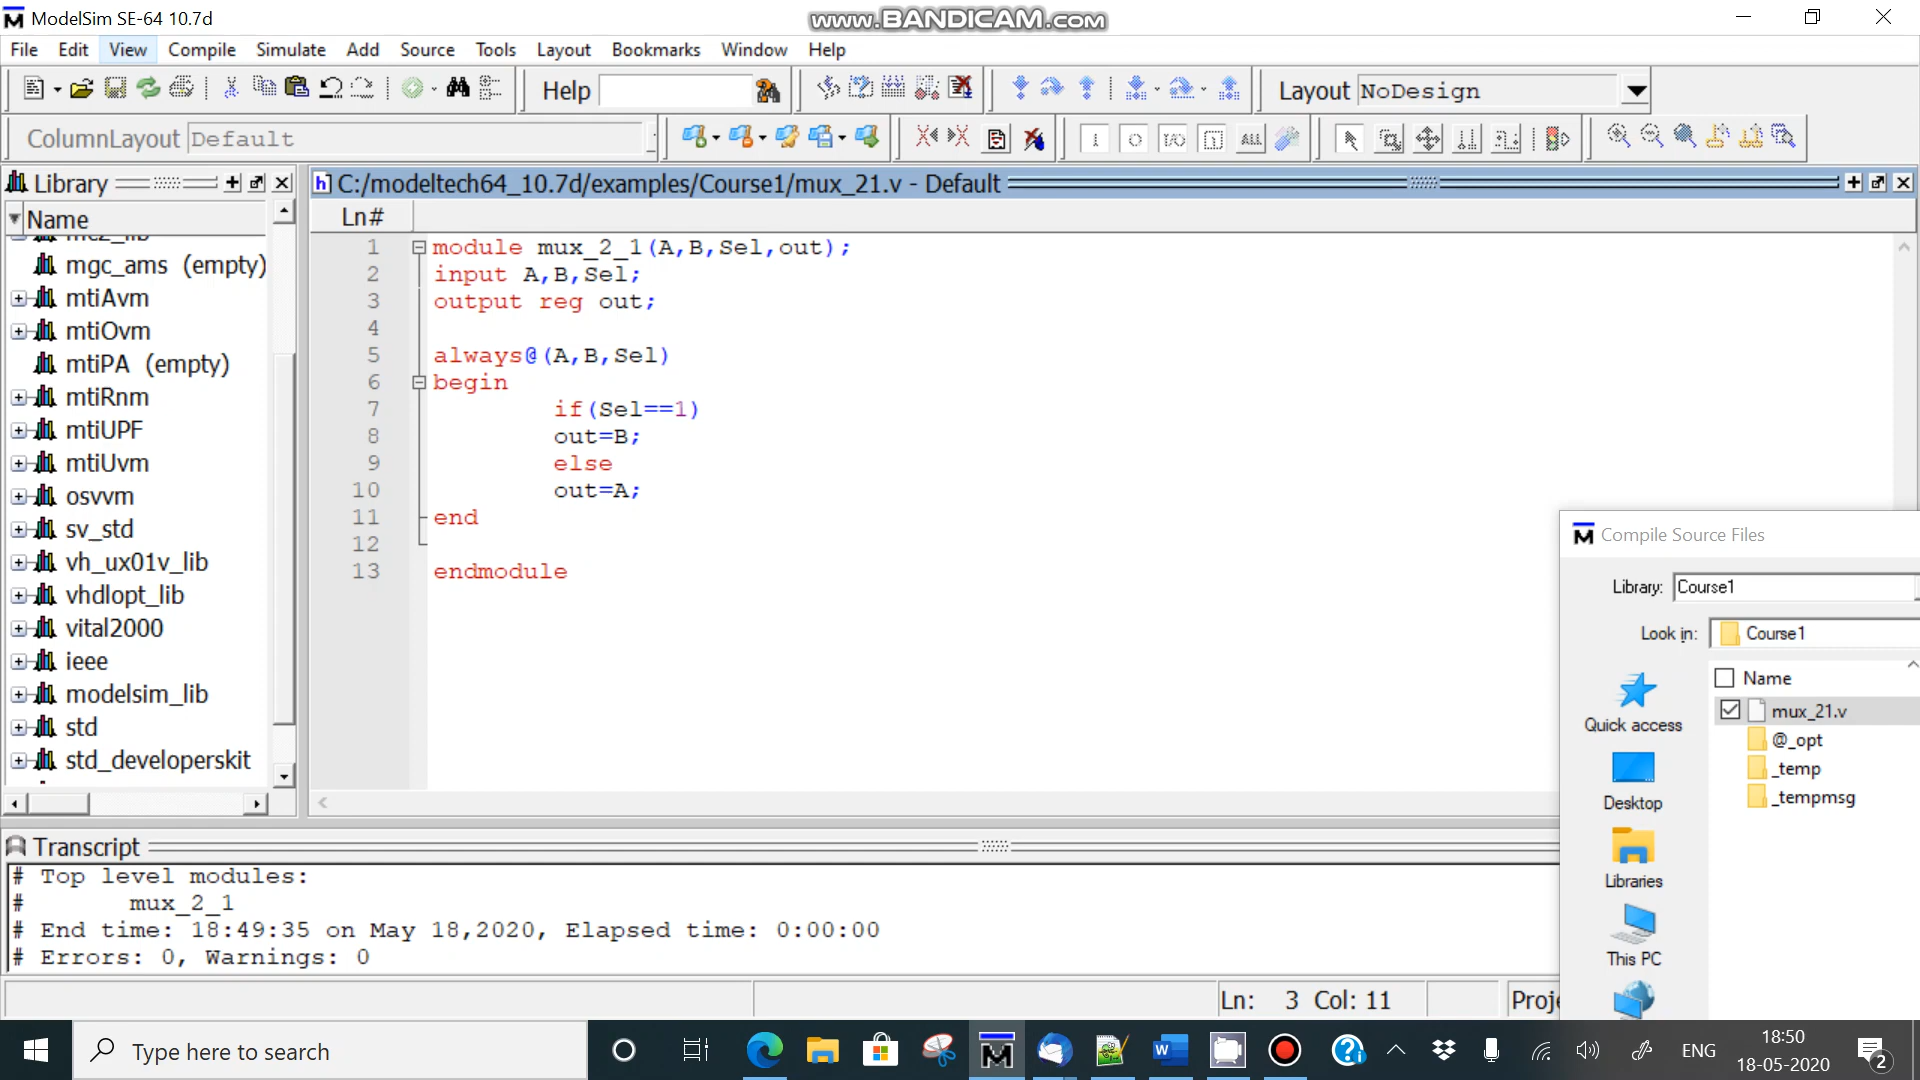 ModelSim SE-64 10.7d
www.BANDICAM.com
File Edit View Compile Simulate Add Source Tools Layout Bookmarks Window Help
Help
Layout NoDesign
ColumnLayout Default
ALL
Library
Name
mgc_ams (empty)
mtiAvm
mtiOvm
mtiPA (empty)
mtiRnm
mtiUPF
mtiUvm
osvvm
sv_std
vh_ux01v_lib
vhdlopt_lib
vital2000
ieee
modelsim_lib
std
std_developerskit
C:/modeltech64_10.7d/examples/Course1/mux_21.v - Default
Ln#
1 module mux_2_1(A,B,Sel,out);
2 input A,B,Sel;
3 output reg out;
4
5 always@(A,B,Sel)
6 begin
7 if(Sel==1)
8 out=B;
9 else
10 out=A;
11 end
12
13 endmodule
Compile Source Files
Library: Course1
Look in: Course1
Name
mux_21.v
@_opt
_temp
_tempmsg
Quick access
Desktop
Libraries
This PC
Transcript
# Top level modules:
# mux_2_1
# End time: 18:49:35 on May 18,2020, Elapsed time: 0:00:00
# Errors: 0, Warnings: 0
Ln: 3 Col: 11
Type here to search
ENG
18:50
18-05-2020
2